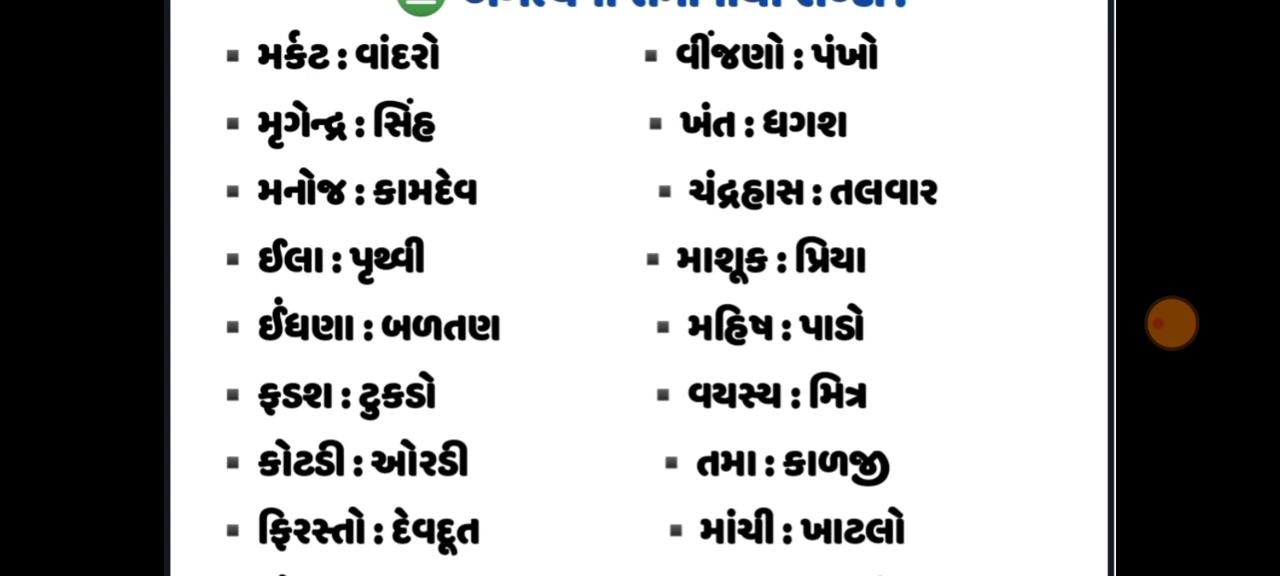 ▪ મર્કટ : વાંદરો ▪ વીંજણો : પંખો
▪ મૃગેન્દ્ર : સિંહ ▪ ખંત : ધગશ
▪ મનોજ : કામદેવ ▪ ચંદ્રહાસ : તલવાર
▪ ઈલા : પૃથ્વી ▪ માશૂક : પ્રિયા
▪ ઈંધણા : બળતણ ▪ મહિષ : પાડો
▪ ફડશ : ટુકડો ▪ વયસ્ય : મિત્ર
▪ કોટડી : ઓરડી ▪ તમા : કાળજી
▪ ફિરસ્તો : દેવદૂત ▪ માંચી : ખાટલો